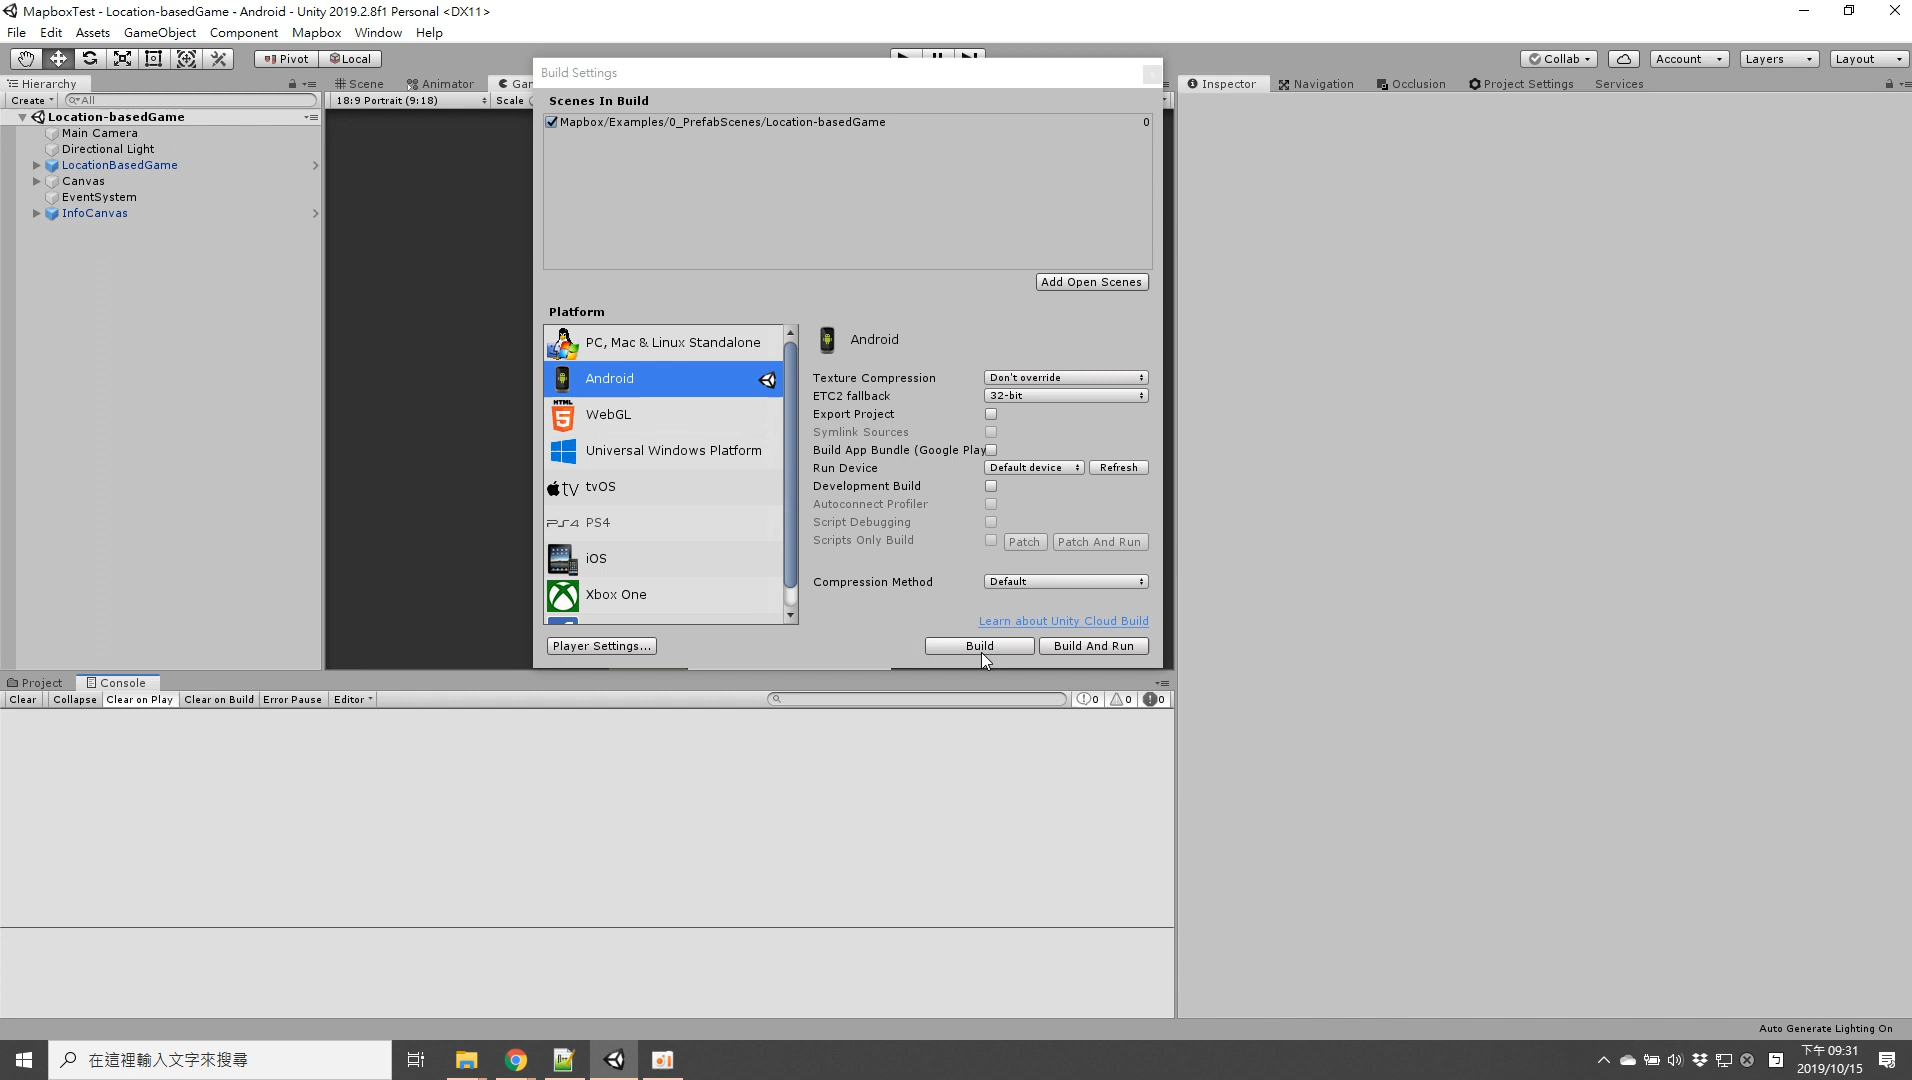 MapboxTest - Location-basedGame - Android - Unity 2019.2.8f1 Personal <DX11>
File Edit Assets GameObject Component Mapbox Window Help
Pivot Local Collab Account Layers Layout
Hierarchy
Create All
Location-basedGame
Main Camera
Directional Light
LocationBasedGame
Canvas
EventSystem
InfoCanvas
Scene Animator Gam
18:9 Portrait (9:18) Scale
Build Settings
Scenes In Build
Mapbox/Examples/0_PrefabScenes/Location-basedGame 0
Add Open Scenes
Platform
PC, Mac & Linux Standalone
Android
WebGL
Universal Windows Platform
tvOS
PS4
iOS
Xbox One
Android
Texture Compression Don't override
ETC2 fallback 32-bit
Export Project
Symlink Sources
Build App Bundle (Google Play
Run Device Default device Refresh
Development Build
Autoconnect Profiler
Script Debugging
Scripts Only Build Patch Patch And Run
Compression Method Default
Learn about Unity Cloud Build
Player Settings... Build Build And Run
Inspector Navigation Occlusion Project Settings Services
Project Console
Clear Collapse Clear on Play Clear on Build Error Pause Editor 0 0 0
Auto Generate Lighting On
在這裡輸入文字來搜尋
下午 09:31
2019/10/15